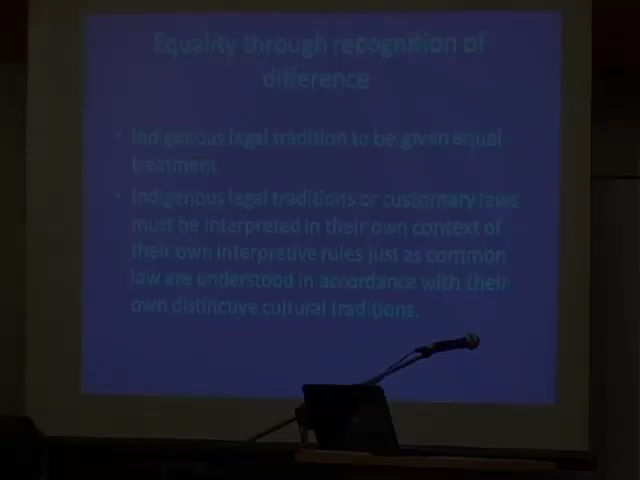 Equality through recognition of
difference
• Indigenous legal tradition to be given equal
treatment
• Indigenous legal traditions or customary laws
must be interpreted in their own context of
their own interpretive rules just as common
law are understood in accordance with their
own distinctive cultural traditions.